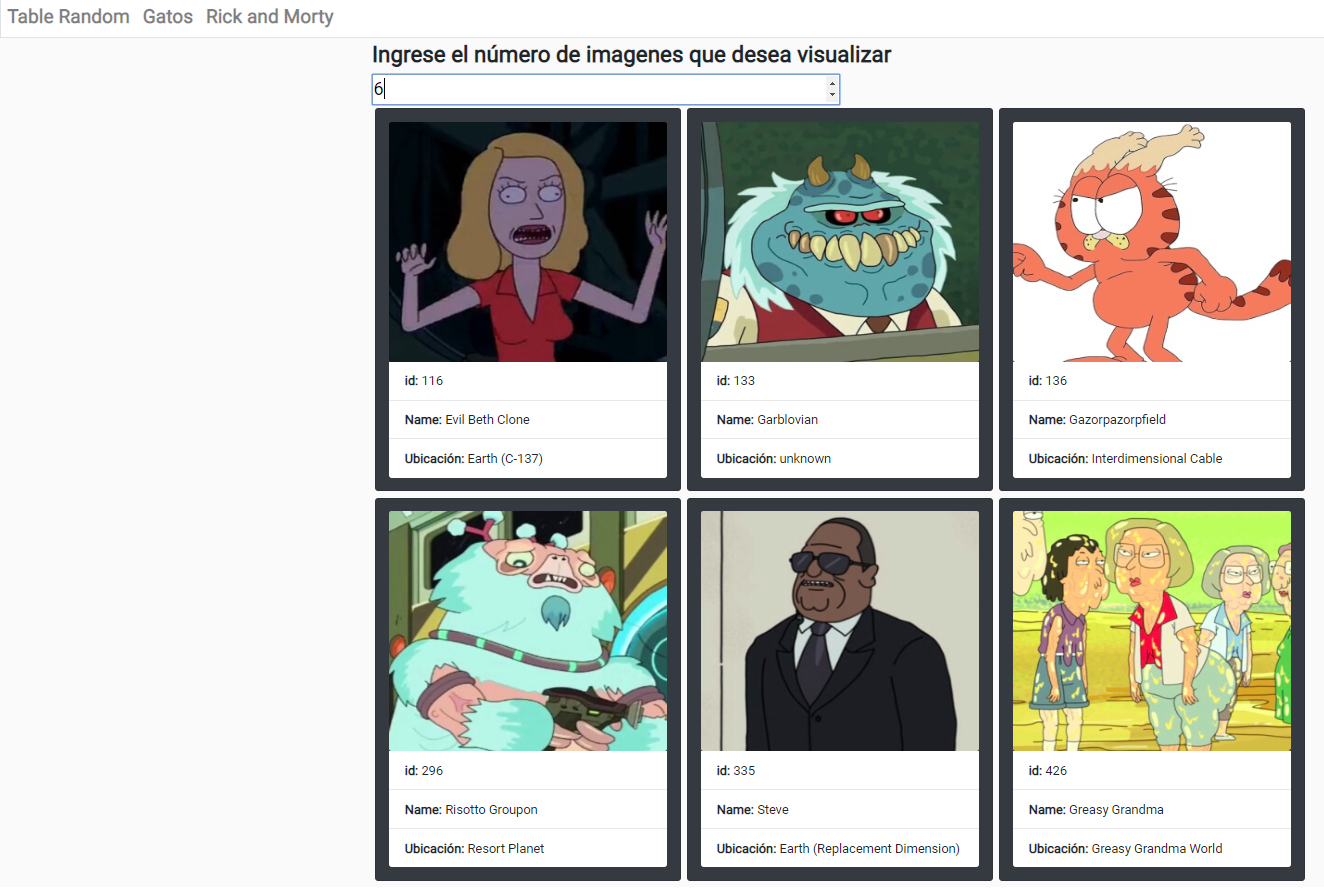 Table Random Gatos Rick and Morty
Ingrese el número de imagenes que desea visualizar
6
id: 116
Name: Evil Beth Clone
Ubicación: Earth (C-137)
id: 133
Name: Garblovian
Ubicación: unknown
id: 136
Name: Gazorpazorpfield
Ubicación: Interdimensional Cable
id: 296
Name: Risotto Groupon
Ubicación: Resort Planet
id: 335
Name: Steve
Ubicación: Earth (Replacement Dimension)
id: 426
Name: Greasy Grandma
Ubicación: Greasy Grandma World